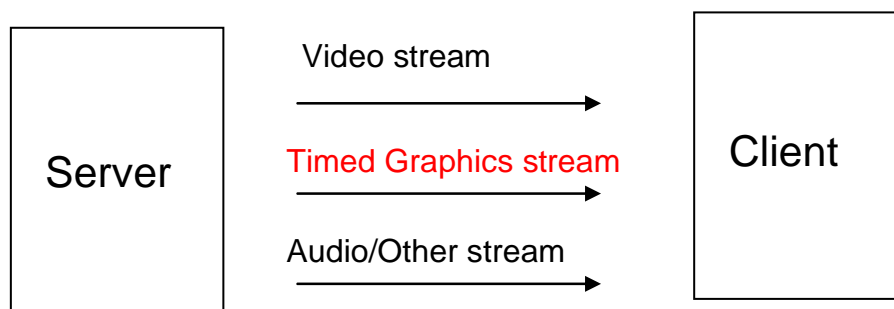 Server
Video stream
Timed Graphics stream
Audio/Other stream
Client